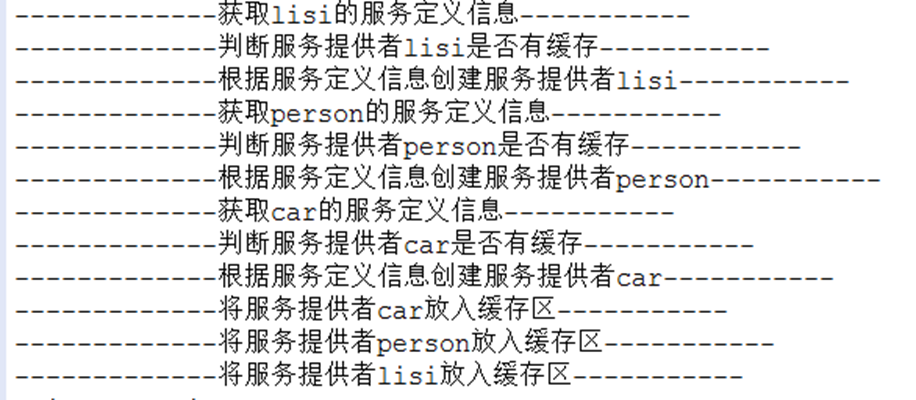 -------------获取lisi的服务定义信息-----------
-------------判断服务提供者lisi是否有缓存-----------
-------------根据服务定义信息创建服务提供者lisi-----------
-------------获取person的服务定义信息-----------
-------------判断服务提供者person是否有缓存-----------
-------------根据服务定义信息创建服务提供者person-----------
-------------获取car的服务定义信息-----------
-------------判断服务提供者car是否有缓存-----------
-------------根据服务定义信息创建服务提供者car-----------
-------------将服务提供者car放入缓存区-----------
-------------将服务提供者person放入缓存区-----------
-------------将服务提供者lisi放入缓存区-----------